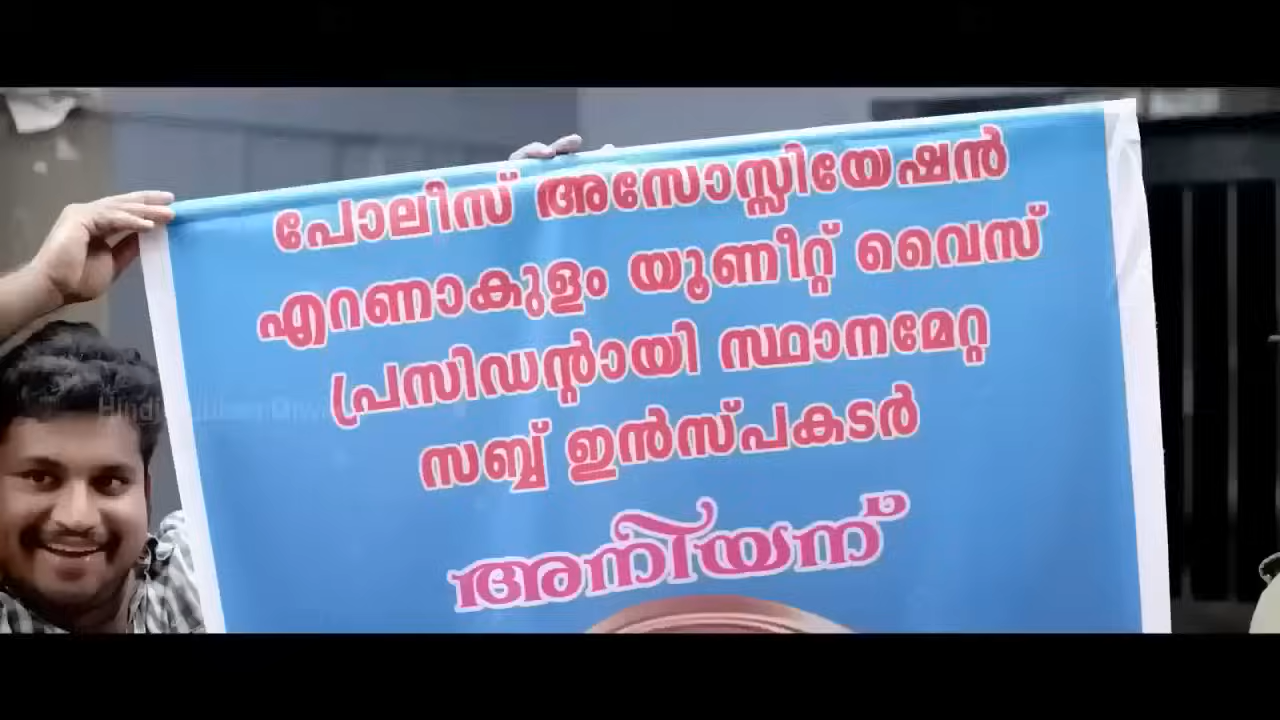 പോലീസ് അസോസ്സിയേഷൻ
എറണാകുളം യൂണീറ്റ് വൈസ്
പ്രസിഡന്റായി സ്ഥാനമേറ്റ
സബ്ബ് ഇൻസ്പകടർ
അനിയന്